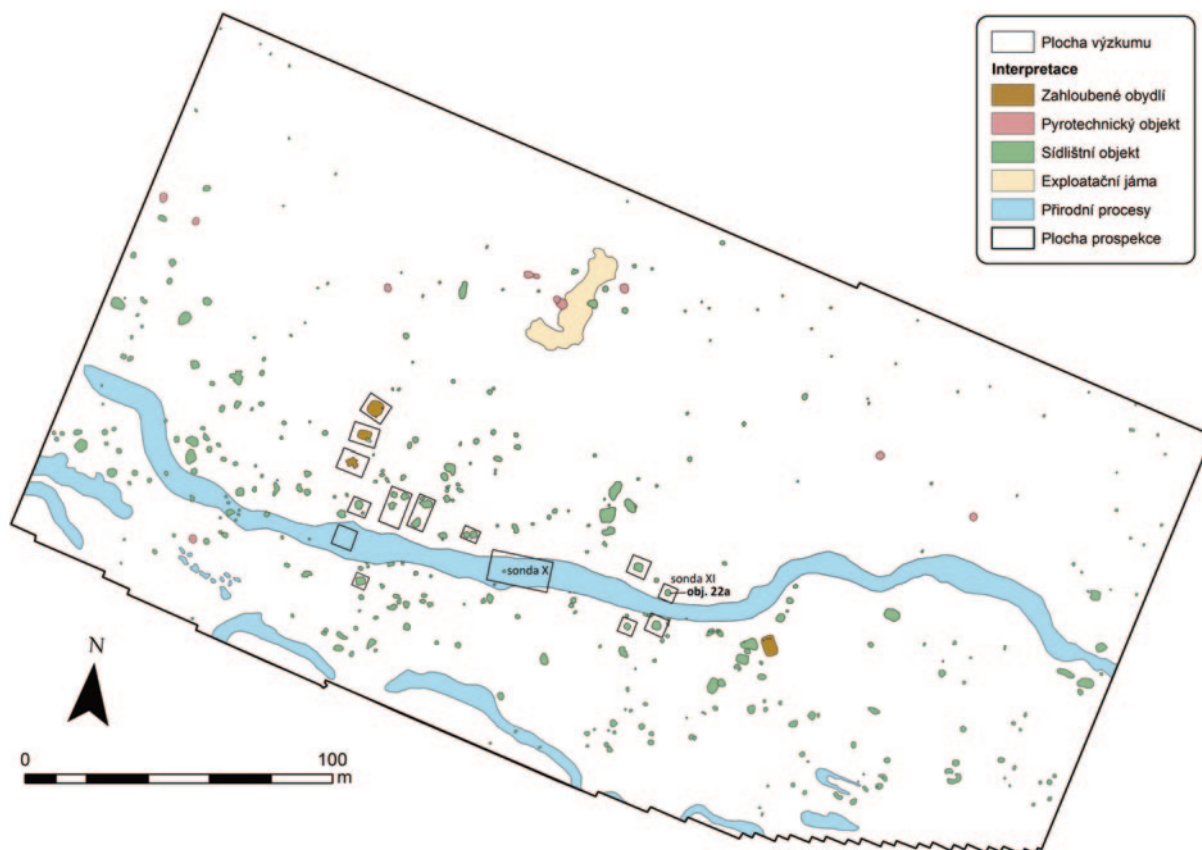 Plocha výzkumu
Interpretace
Zahloubené obydlí
Pyrotechnický objekt
Sídlištní objekt
Exploatační jáma
Přírodní procesy
Plocha prospekce
sonda X
sonda XI
obj. 22a
N
0 100
m